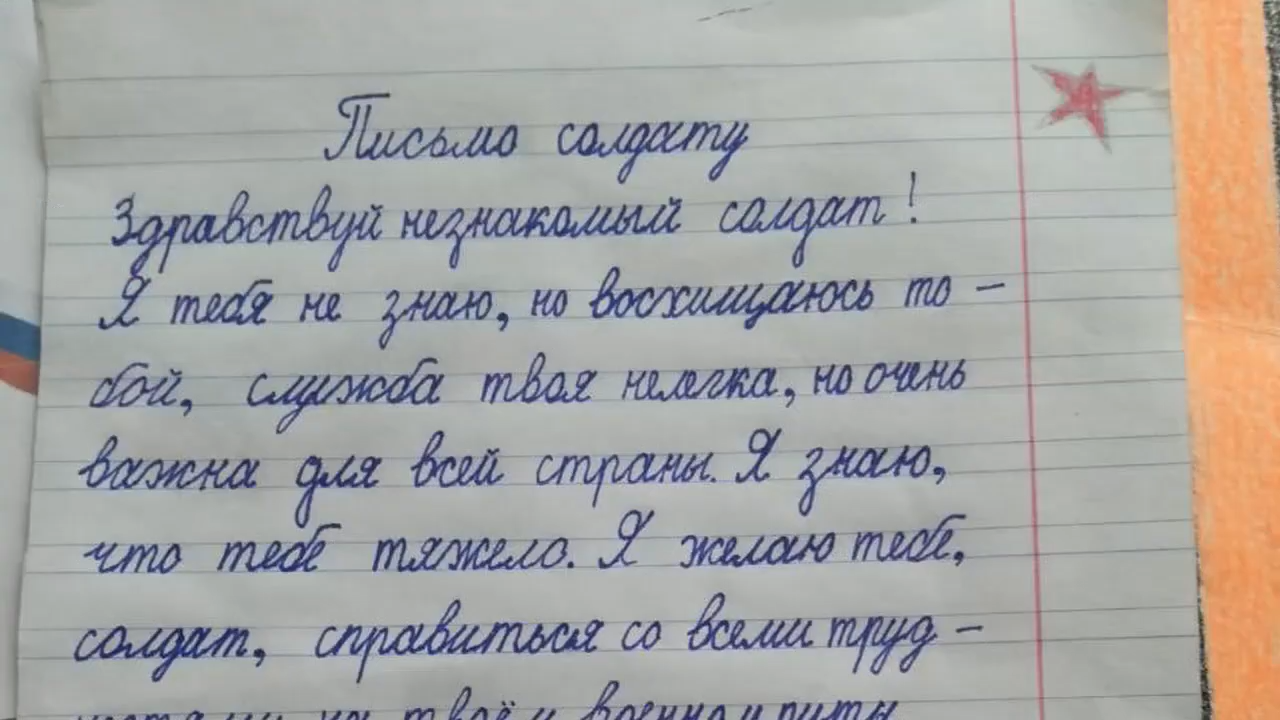 Письмо солдату
Здравствуй незнакомый солдат!
Я тебя не знаю, но восхищаюсь то-
бой, служба твоя нелегка, но очень
важна для всей страны. Я знаю,
что тебе тяжело. Я желаю тебе,
солдат, справиться со всеми труд-